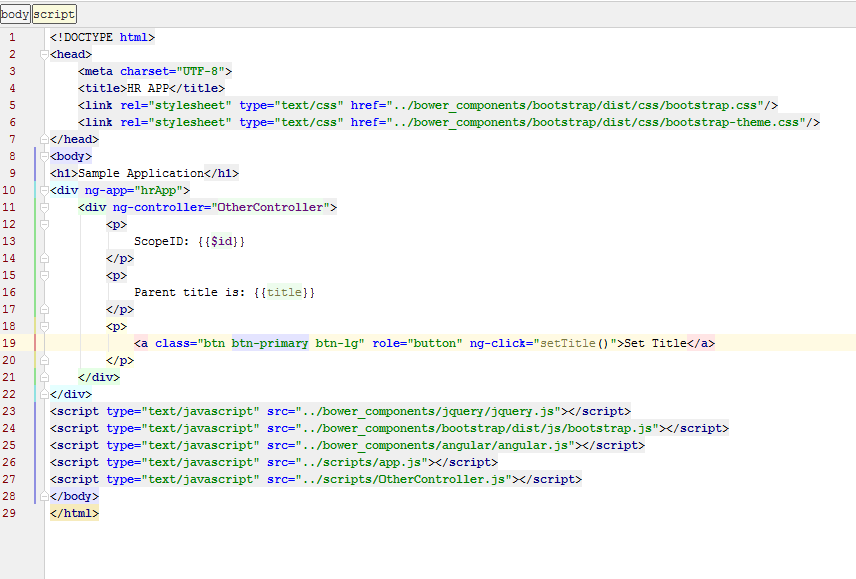 body script
1 <!DOCTYPE html>
2 <head>
3     <meta charset="UTF-8">
4     <title>HR APP</title>
5     <link rel="stylesheet" type="text/css" href="../bower_components/bootstrap/dist/css/bootstrap.css"/>
6     <link rel="stylesheet" type="text/css" href="../bower_components/bootstrap/dist/css/bootstrap-theme.css"/>
7 </head>
8 <body>
9 <h1>Sample Application</h1>
10 <div ng-app="hrApp">
11     <div ng-controller="OtherController">
12         <p>
13             ScopeID: {{$id}}
14         </p>
15         <p>
16             Parent title is: {{title}}
17         </p>
18         <p>
19             <a class="btn btn-primary btn-lg" role="button" ng-click="setTitle()">Set Title</a>
20         </p>
21     </div>
22 </div>
23 <script type="text/javascript" src="../bower_components/jquery/jquery.js"></script>
24 <script type="text/javascript" src="../bower_components/bootstrap/dist/js/bootstrap.js"></script>
25 <script type="text/javascript" src="../bower_components/angular/angular.js"></script>
26 <script type="text/javascript" src="../scripts/app.js"></script>
27 <script type="text/javascript" src="../scripts/OtherController.js"></script>
28 </body>
29 </html>